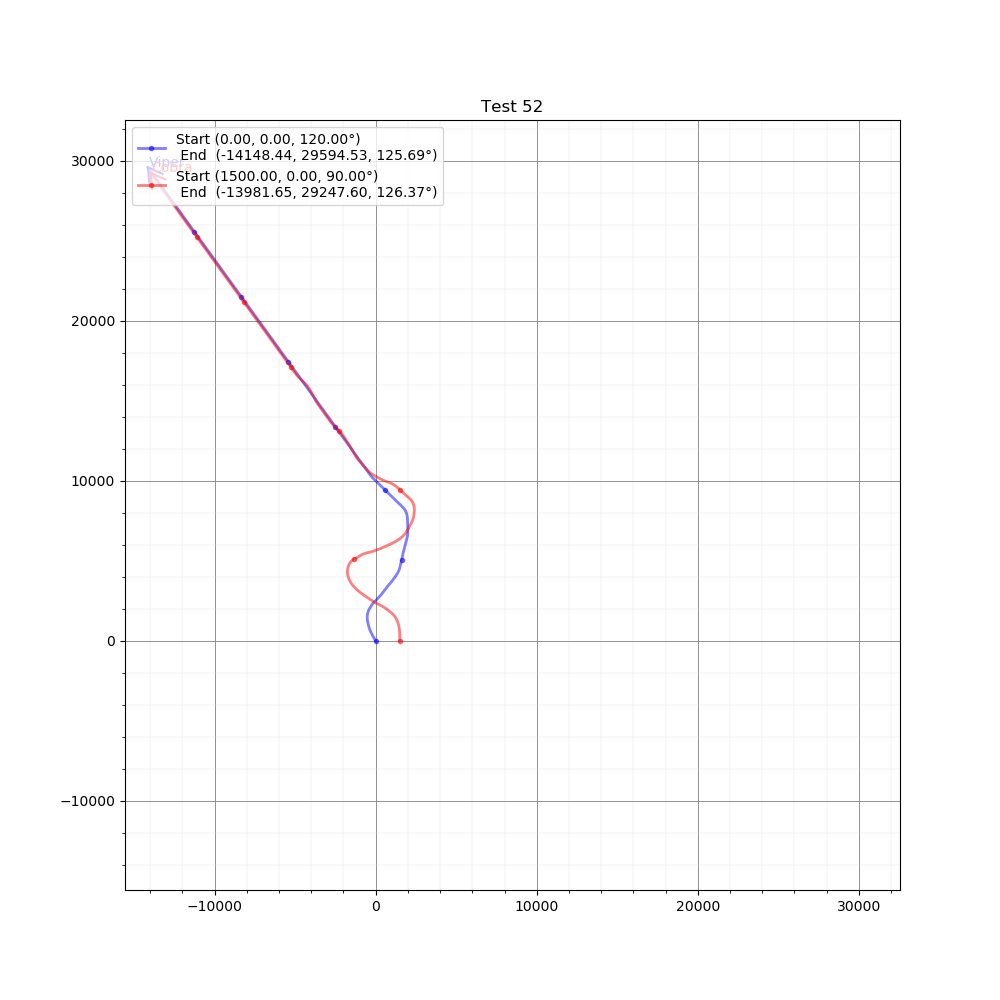 Test 52
Start (0.00, 0.00, 120.00°)
End (-14148.44, 29594.53, 125.69°)
Start (1500.00, 0.00, 90.00°)
End (-13981.65, 29247.60, 126.37°)
Viper
30000
20000
10000
0
−10000
−10000
0
10000
20000
30000